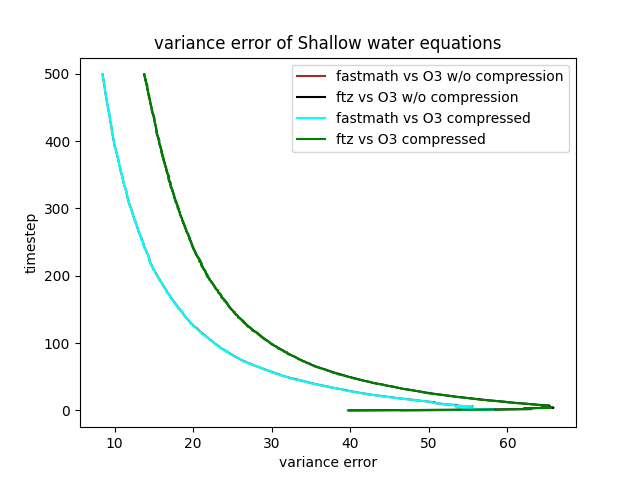 variance error of Shallow water equations
fastmath vs O3 w/o compression
ftz vs O3 w/o compression
fastmath vs O3 compressed
ftz vs O3 compressed
500
400
300
200
100
0
timestep
10 20 30 40 50 60
variance error